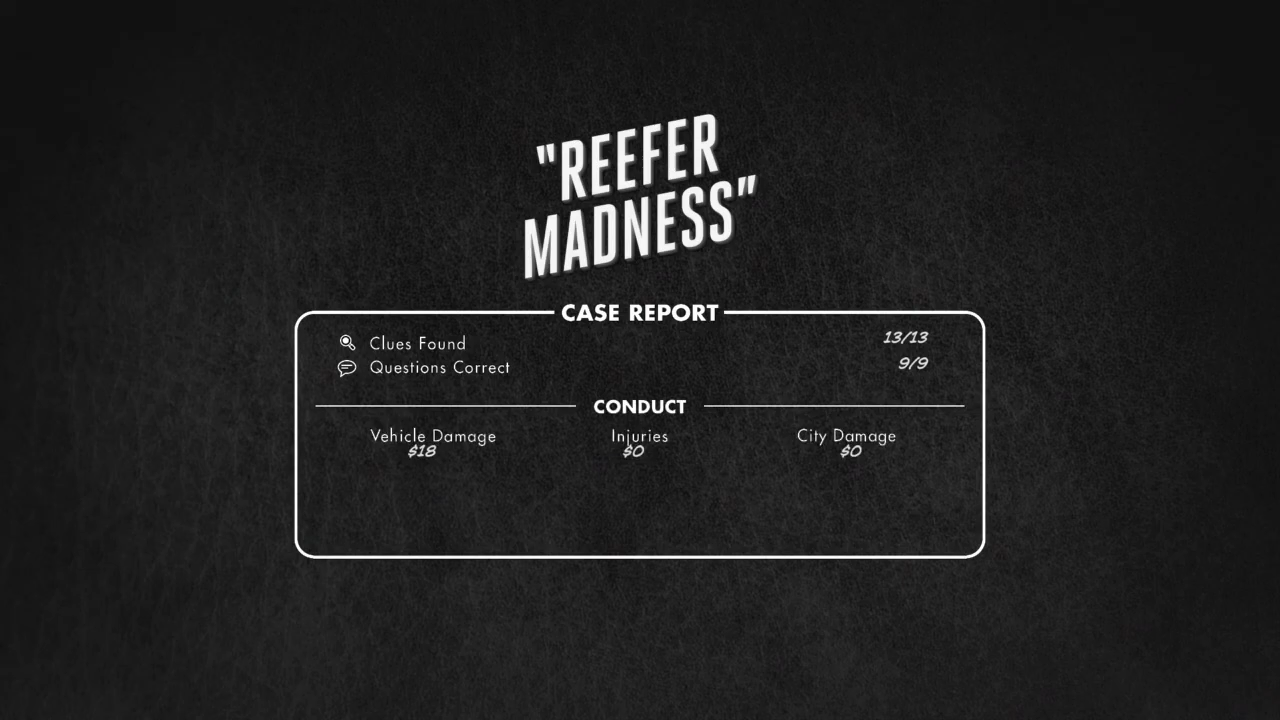 "REEFER
MADNESS"
CASE REPORT
Clues Found 13/13
Questions Correct 9/9
CONDUCT
Vehicle Damage Injuries City Damage
$18 $0 $0